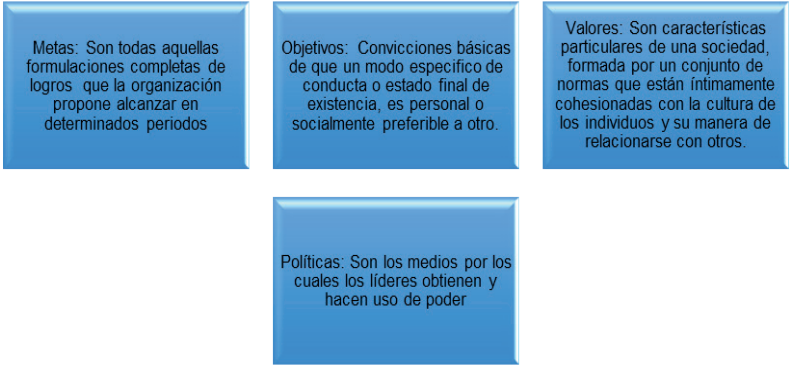 Metas: Son todas aquellas
formulaciones completas de
logros que la organización
propone alcanzar en
determinados periodos
Objetivos: Convicciones básicas
de que un modo especifico de
conducta o estado final de
existencia, es personal o
socialmente preferible a otro.
Valores: Son características
particulares de una sociedad,
formada por un conjunto de
normas que están íntimamente
cohesionadas con la cultura de
los individuos y su manera de
relacionarse con otros.
Políticas: Son los medios por los
cuales los líderes obtienen y
hacen uso de poder